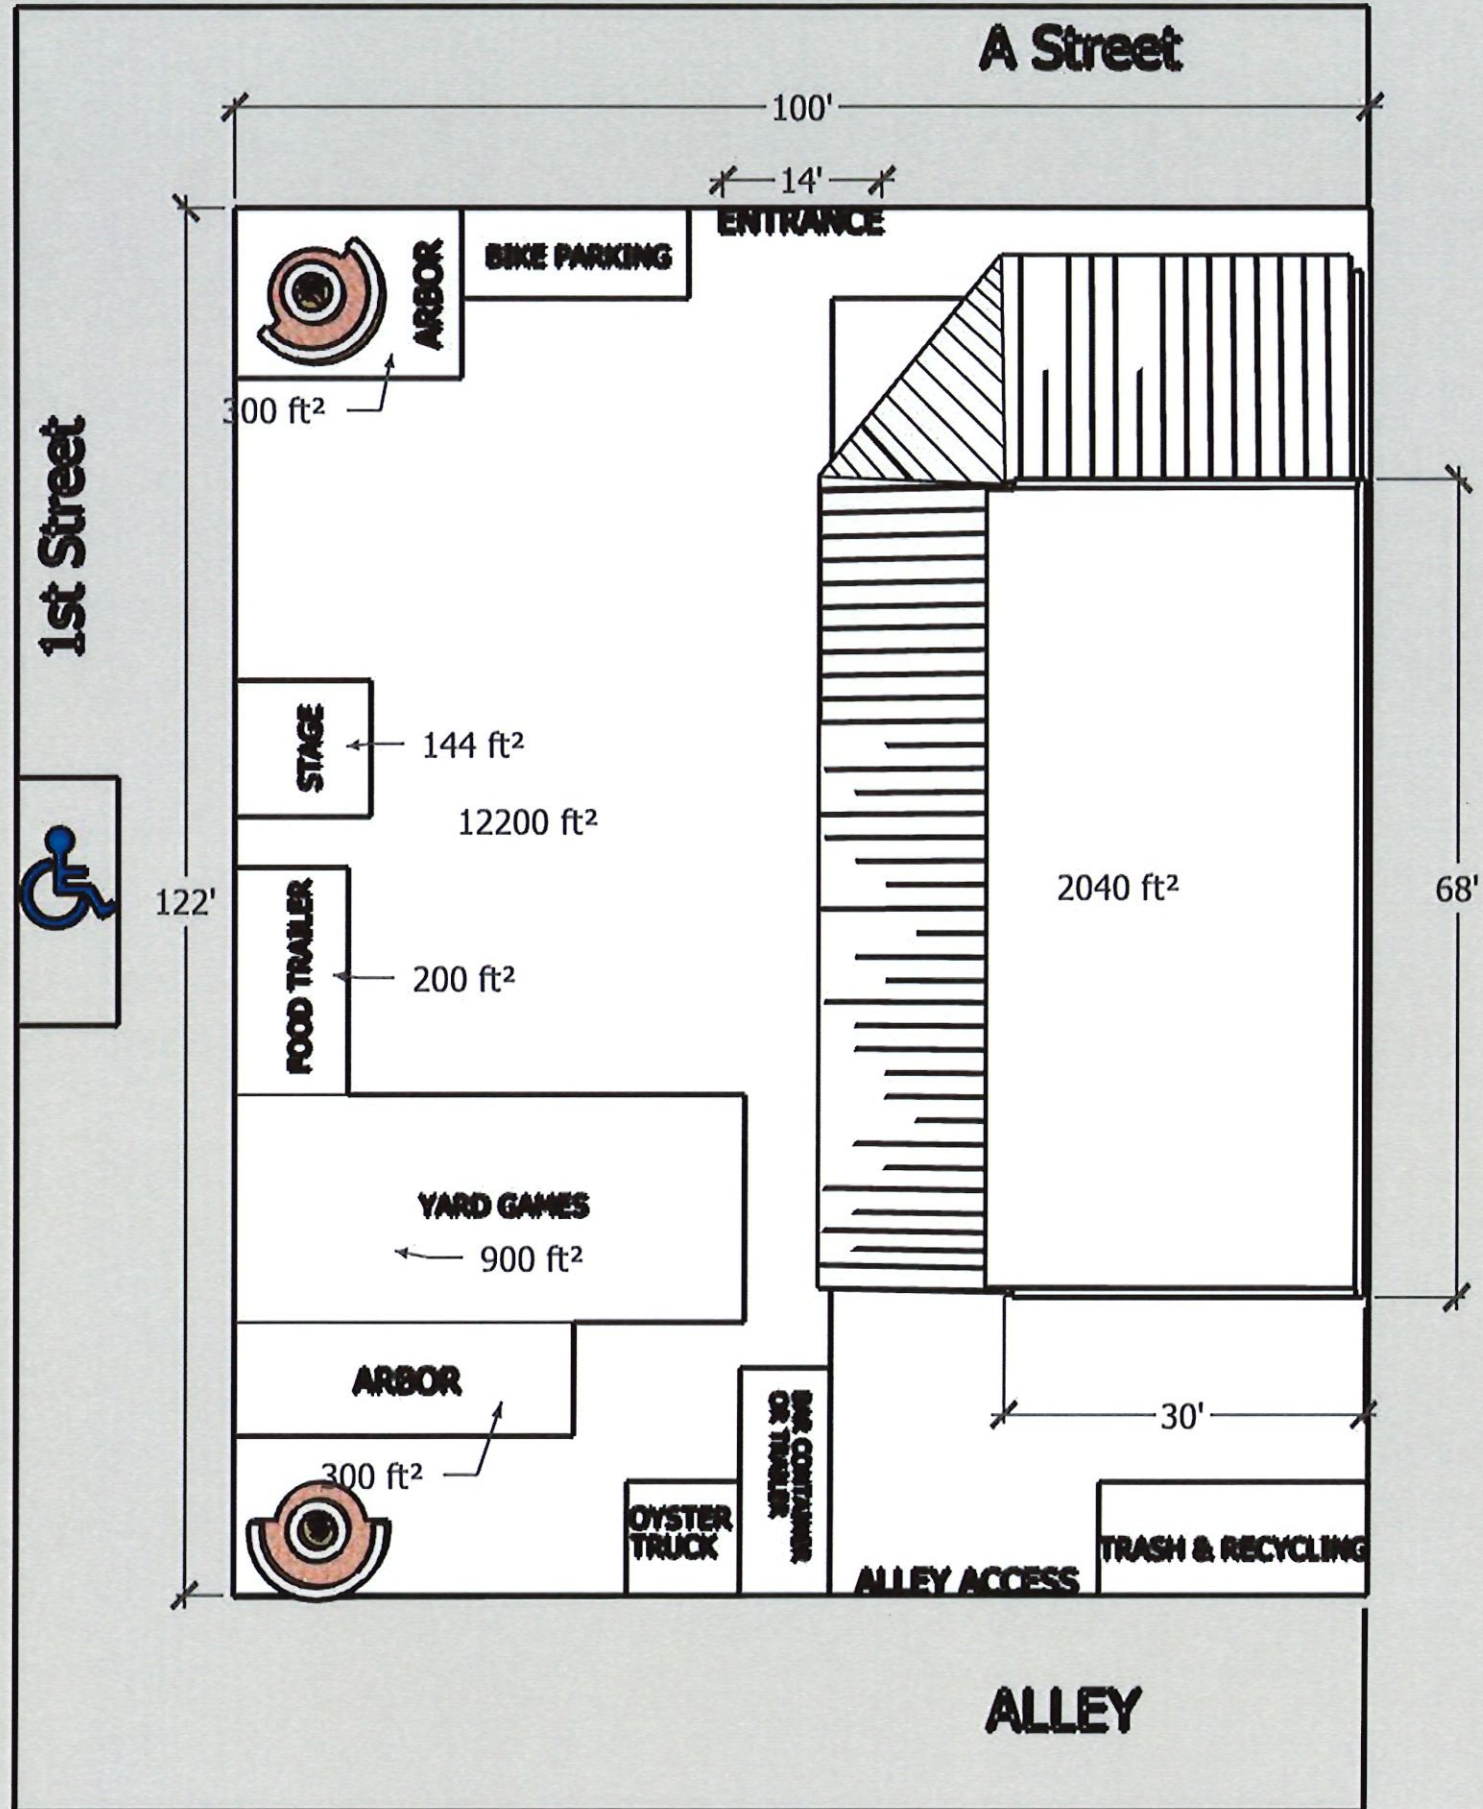 A Street
100'
14'
ENTRANCE
ARBOR
BIKE PARKING
300 ft²
1st Street
STAGE
144 ft²
12200 ft²
122'
2040 ft²
68'
FOOD TRAILER
200 ft²
YARD GAMES
900 ft²
ARBOR
300 ft²
30'
BAR CONTAINER
OR TRAILER
OYSTER
TRUCK
TRASH & RECYCLING
ALLEY ACCESS
ALLEY